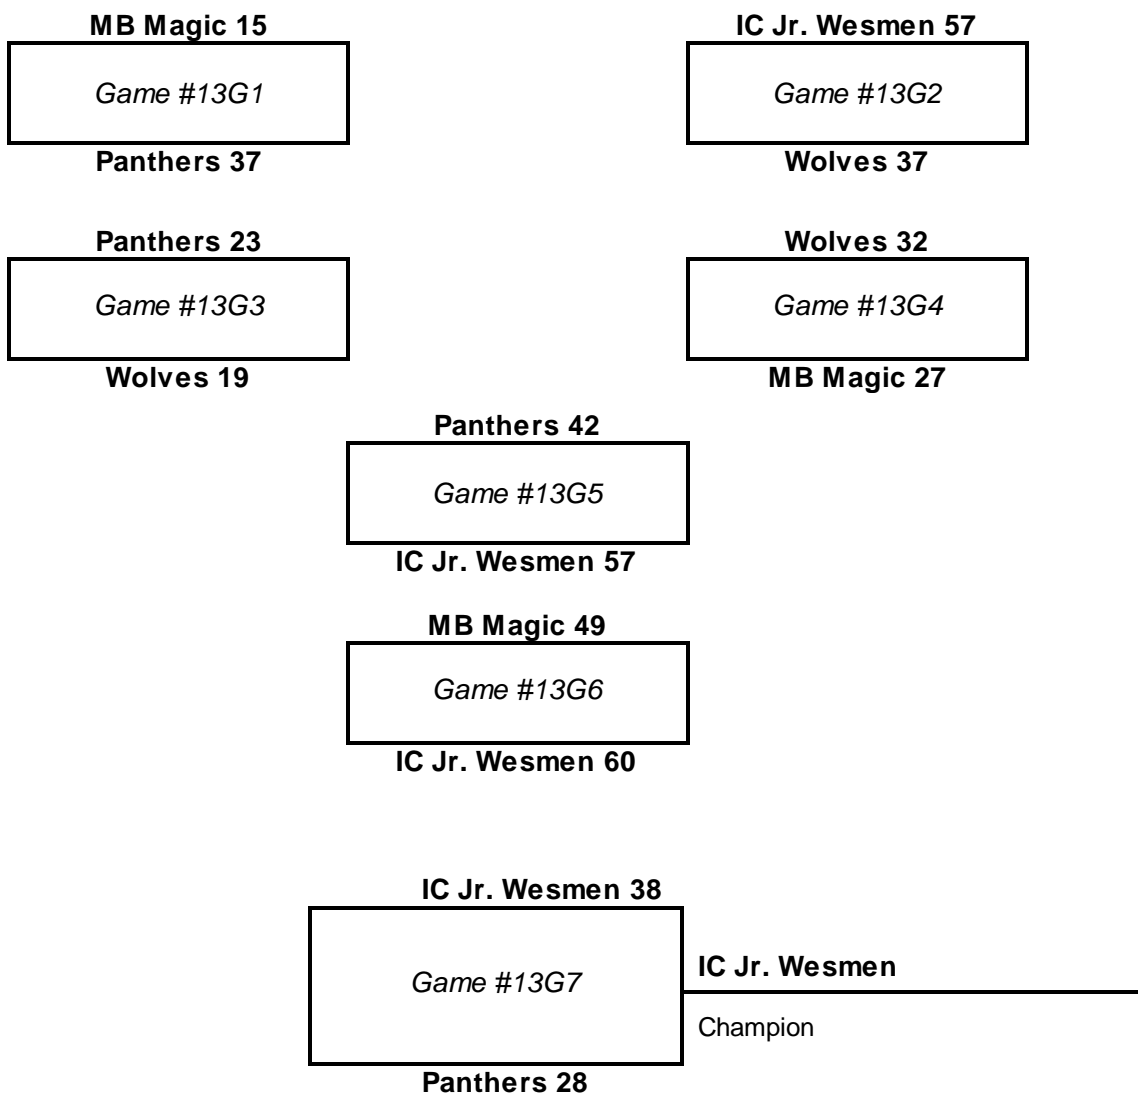 MB Magic 15
IC Jr. Wesmen 57
Game #13G1
Game #13G2
Panthers 37
Wolves 37
Panthers 23
Wolves 32
Game #13G3
Game #13G4
Wolves 19
MB Magic 27
Panthers 42
Game #13G5
IC Jr. Wesmen 57
MB Magic 49
Game #13G6
IC Jr. Wesmen 60
IC Jr. Wesmen 38
Game #13G7
IC Jr. Wesmen
Champion
Panthers 28